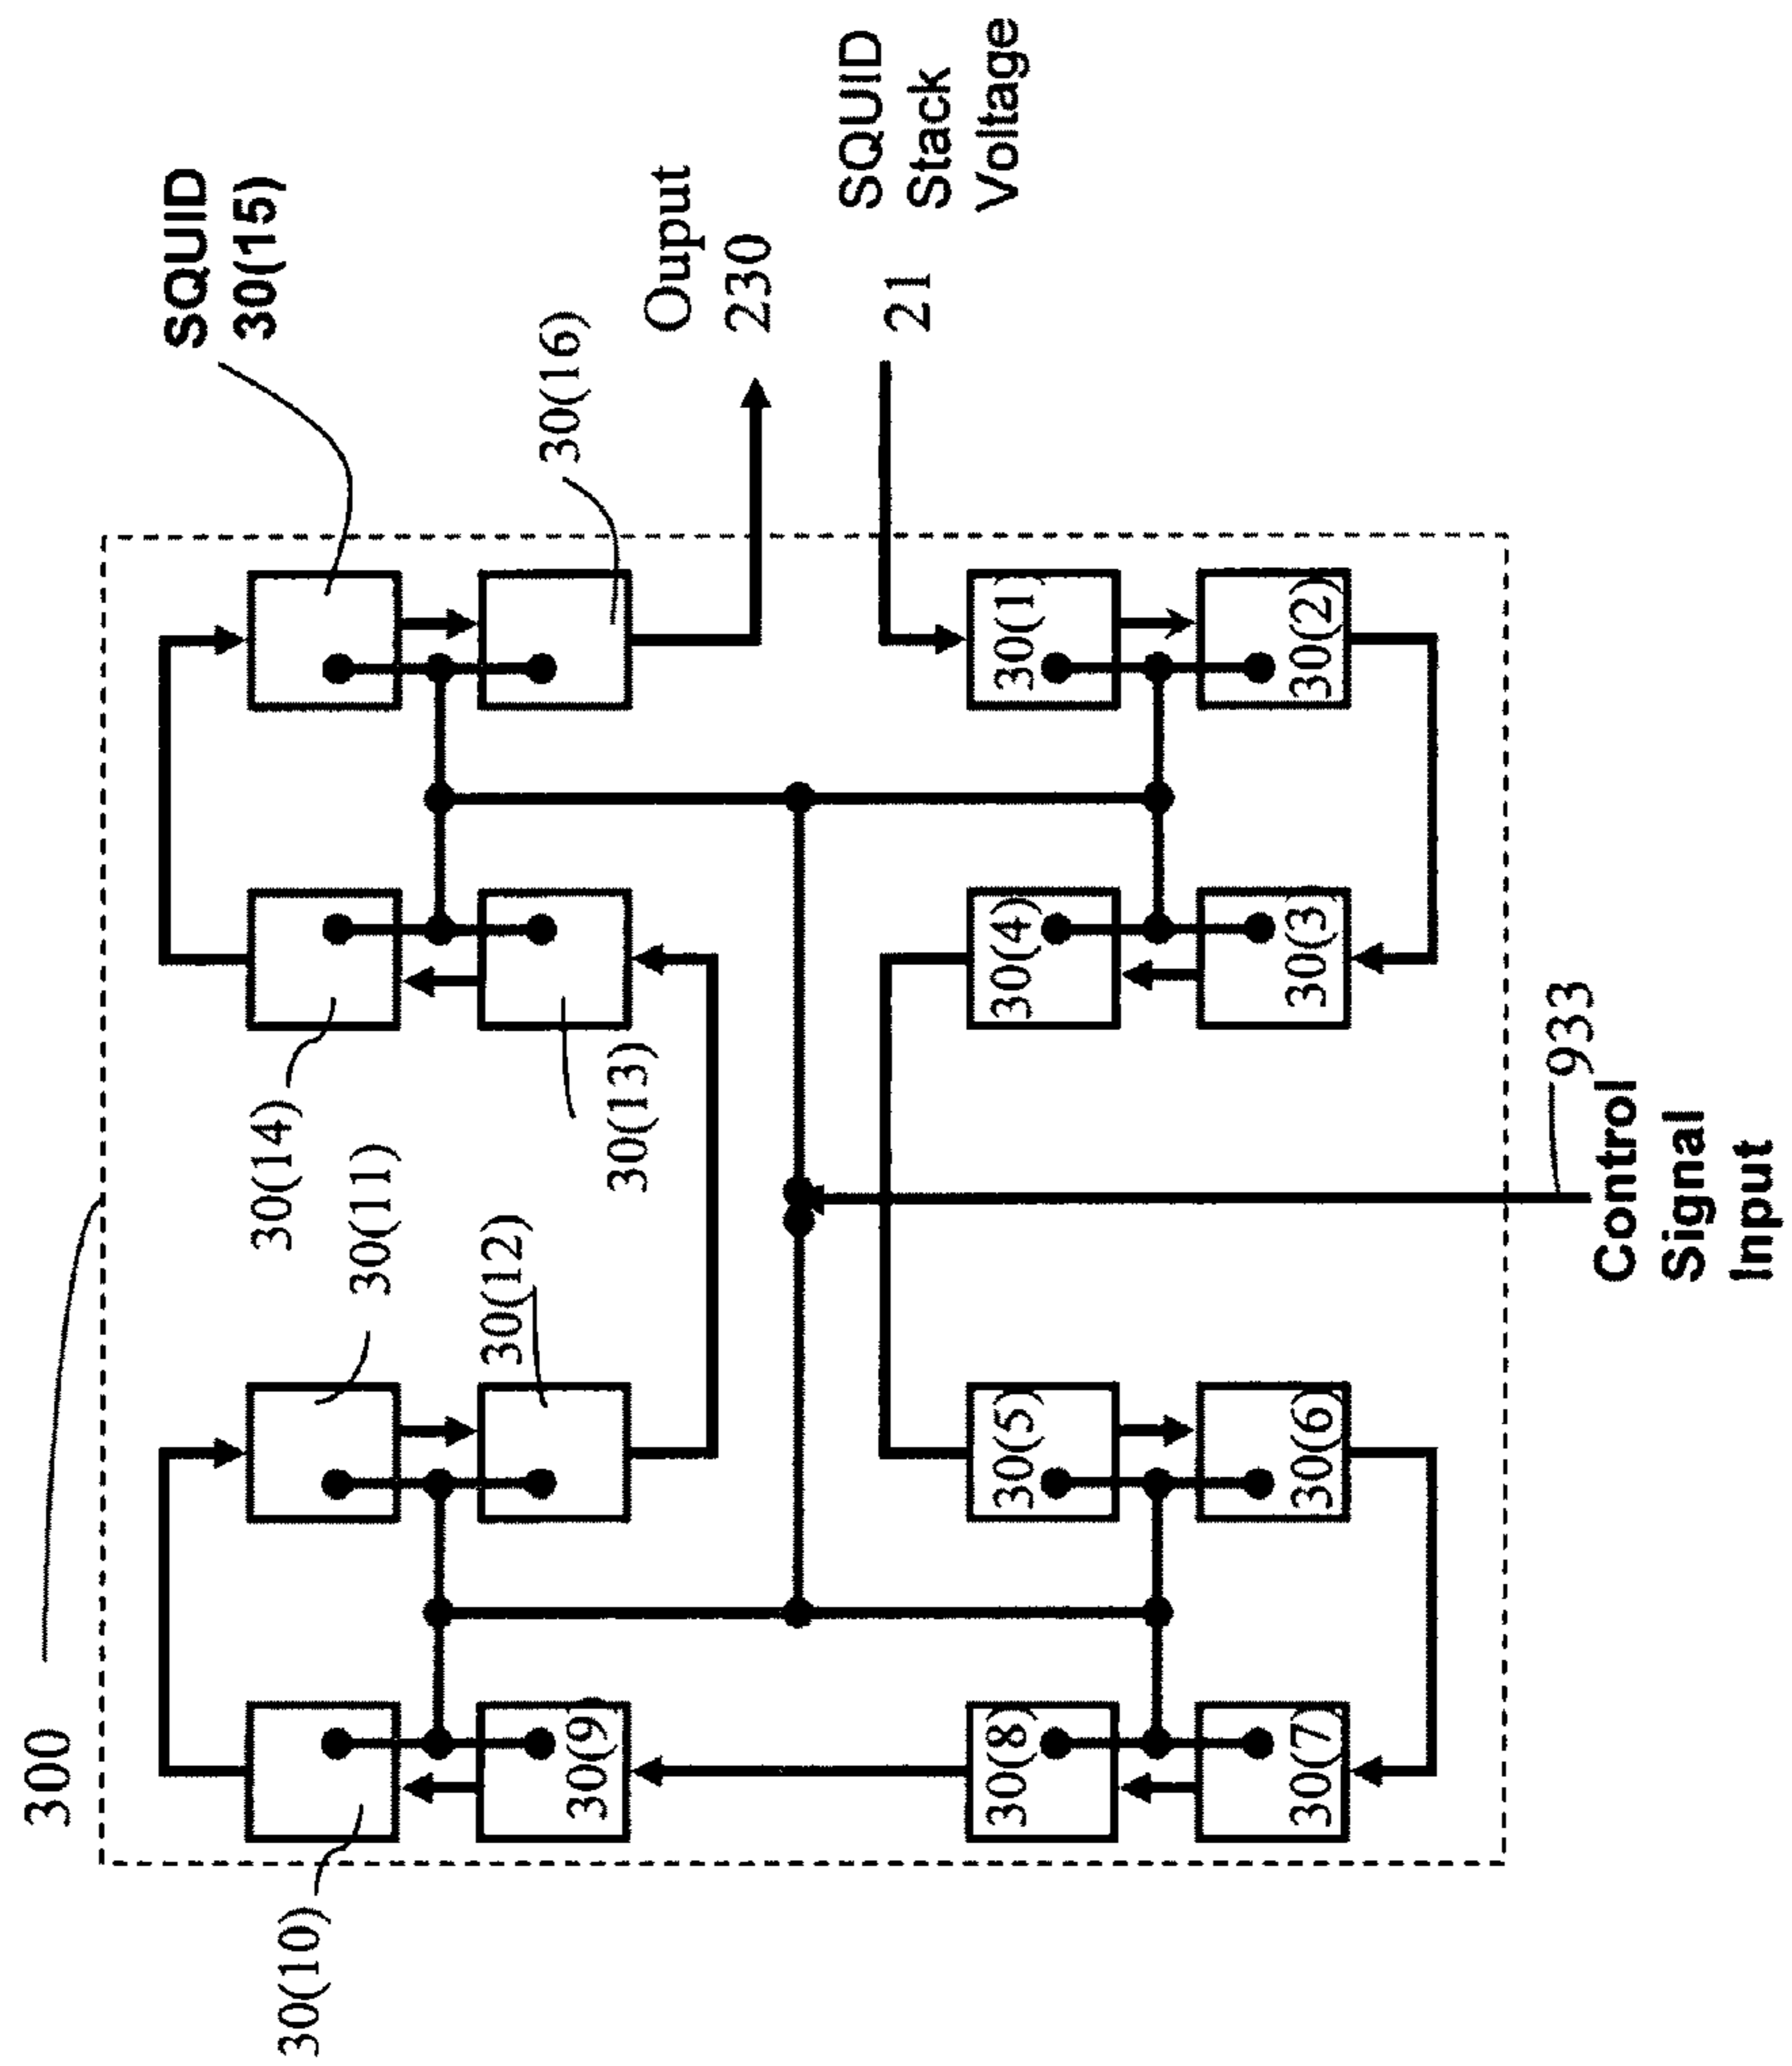 300
SQUID
30(15)
30(16)
Ouput
230
SQUID
Stack
Voltage
21
30(14)
30(11)
30(13)
30(12)
30(10)
30(9)
30(1)
30(2)
30(4)
30(3)
30(5)
30(6)
30(8)
30(7)
933
Control
Signal
Input